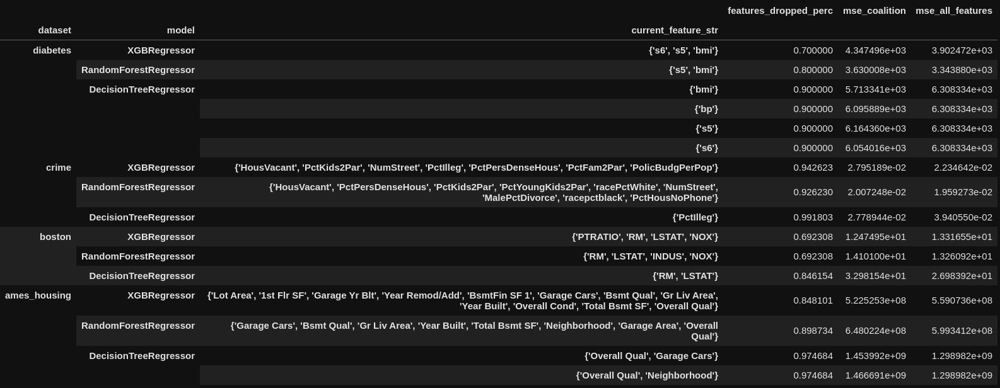 features_dropped_perc mse_coalition mse_all_features
dataset model current_feature_str
diabetes XGBRegressor {'s6', 's5', 'bmi'} 0.700000 4.347496e+03 3.902472e+03
RandomForestRegressor {'s5', 'bmi'} 0.800000 3.630008e+03 3.343880e+03
DecisionTreeRegressor {'bmi'} 0.900000 5.713341e+03 6.308334e+03
{'bp'} 0.900000 6.095889e+03 6.308334e+03
{'s5'} 0.900000 6.164360e+03 6.308334e+03
{'s6'} 0.900000 6.054016e+03 6.308334e+03
crime XGBRegressor {'HousVacant', 'PctKids2Par', 'NumStreet', 'PctIlleg', 'PctPersDenseHous', 'PctFam2Par', 'PolicBudgPerPop'} 0.942623 2.795189e-02 2.234642e-02
RandomForestRegressor {'HousVacant', 'PctPersDenseHous', 'PctKids2Par', 'PctYoungKids2Par', 'racePctWhite', 'NumStreet',
'MalePctDivorce', 'racepctblack', 'PctHousNoPhone'} 0.926230 2.007248e-02 1.959273e-02
DecisionTreeRegressor {'PctIlleg'} 0.991803 2.778944e-02 3.940550e-02
boston XGBRegressor {'PTRATIO', 'RM', 'LSTAT', 'NOX'} 0.692308 1.247495e+01 1.331655e+01
RandomForestRegressor {'RM', 'LSTAT', 'INDUS', 'NOX'} 0.692308 1.410100e+01 1.326092e+01
DecisionTreeRegressor {'RM', 'LSTAT'} 0.846154 3.298154e+01 2.698392e+01
ames_housing XGBRegressor {'Lot Area', '1st Flr SF', 'Garage Yr Blt', 'Year Remod/Add', 'BsmtFin SF 1', 'Garage Cars', 'Bsmt Qual', 'Gr Liv Area',
'Year Built', 'Overall Cond', 'Total Bsmt SF', 'Overall Qual'} 0.848101 5.225253e+08 5.590736e+08
RandomForestRegressor {'Garage Cars', 'Bsmt Qual', 'Gr Liv Area', 'Year Built', 'Total Bsmt SF', 'Neighborhood', 'Garage Area', 'Overall
Qual'} 0.898734 6.480224e+08 5.993412e+08
DecisionTreeRegressor {'Overall Qual', 'Garage Cars'} 0.974684 1.453992e+09 1.298982e+09
{'Overall Qual', 'Neighborhood'} 0.974684 1.466691e+09 1.298982e+09